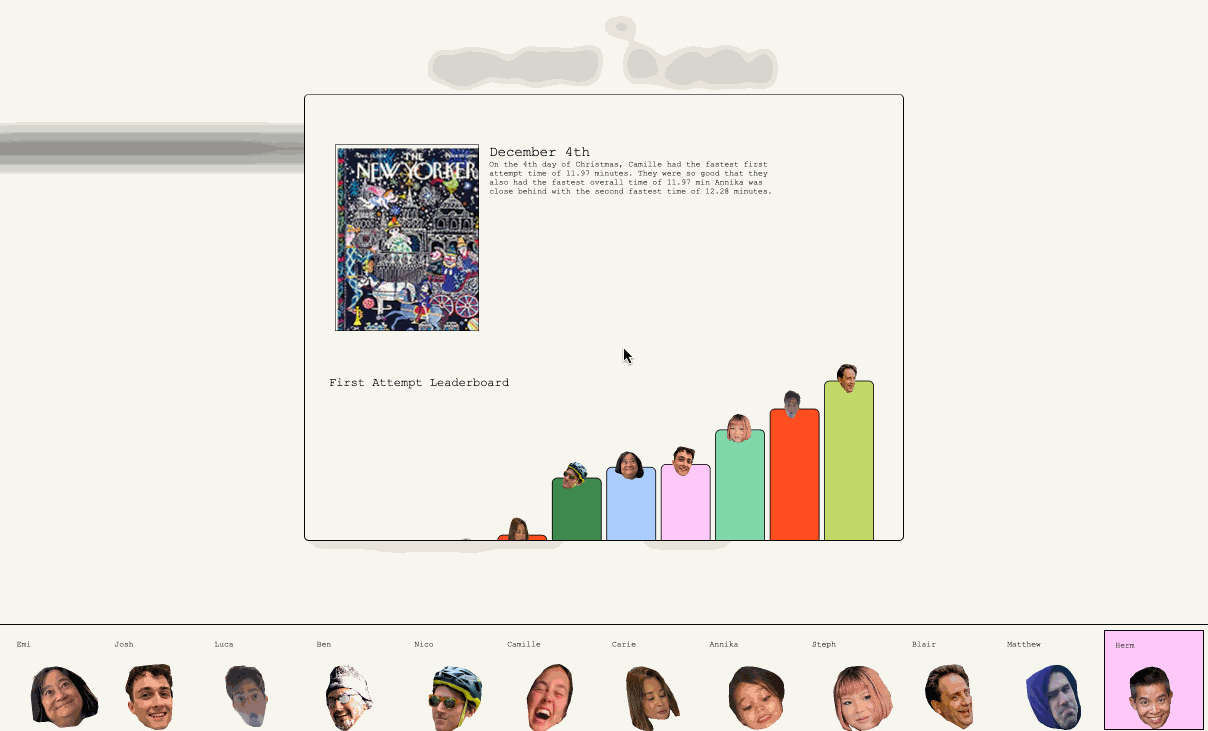 THE
NEW YORKER
December 4th
On the 4th day of Christmas, Camille had the fastest first
attempt time of 11.97 minutes. They were so good that they
also had the fastest overall time of 11.97 min Annika was
close behind with the second fastest time of 12.28 minutes.
First Attempt Leaderboard
Emi
Josh
Luca
Ben
Nico
Camille
Carie
Annika
Steph
Blair
Matthew
Herm